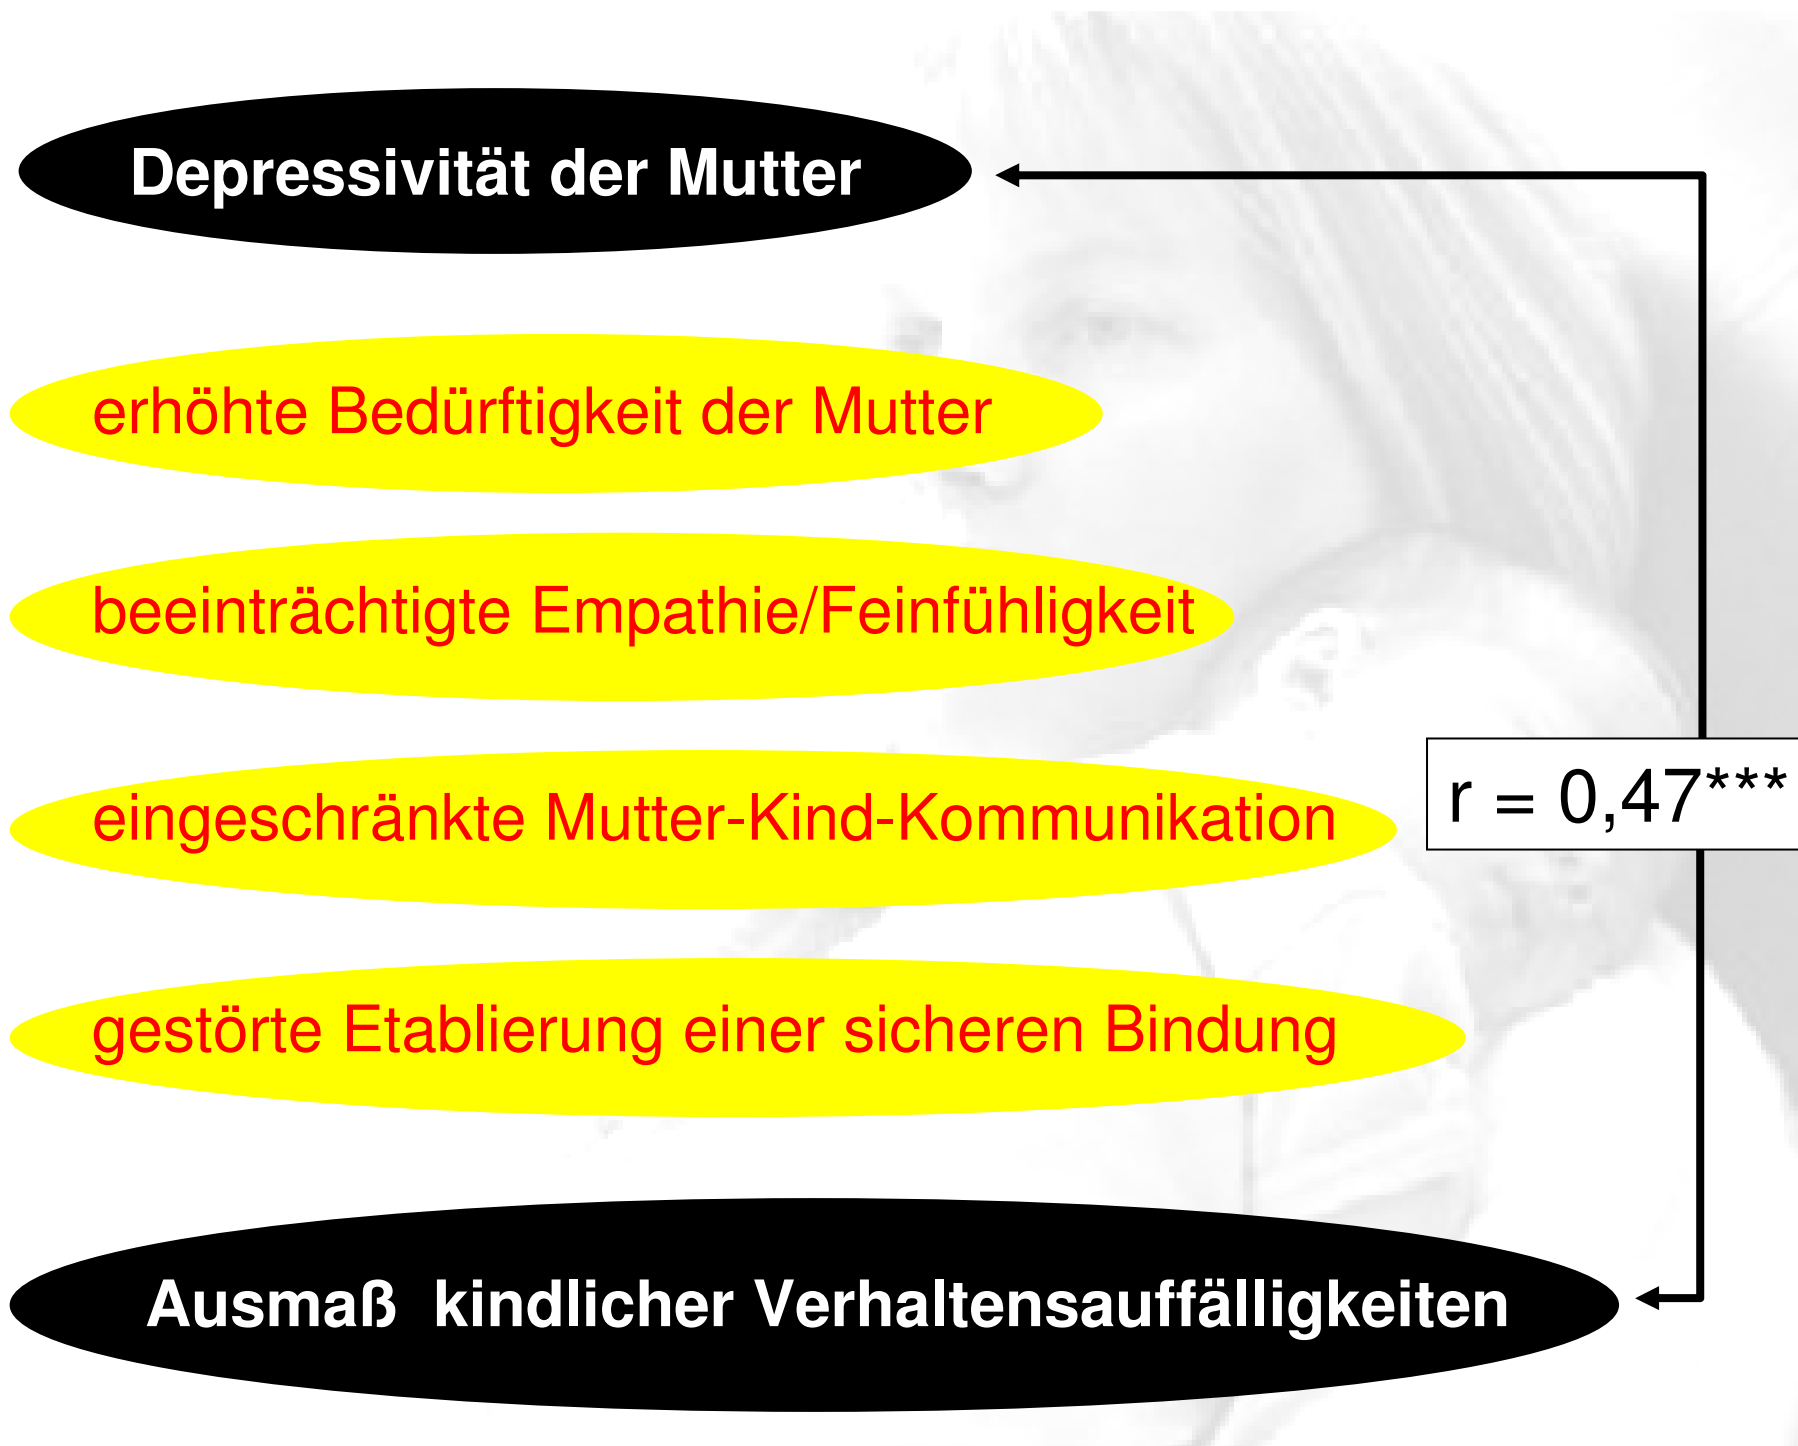 Depressivität der Mutter
erhöhte Bedürftigkeit der Mutter
beeinträchtigte Empathie/Feinfühligkeit
eingeschränkte Mutter-Kind-Kommunikation
r = 0,47***
gestörte Etablierung einer sicheren Bindung
Ausmaß  kindlicher Verhaltensauffälligkeiten